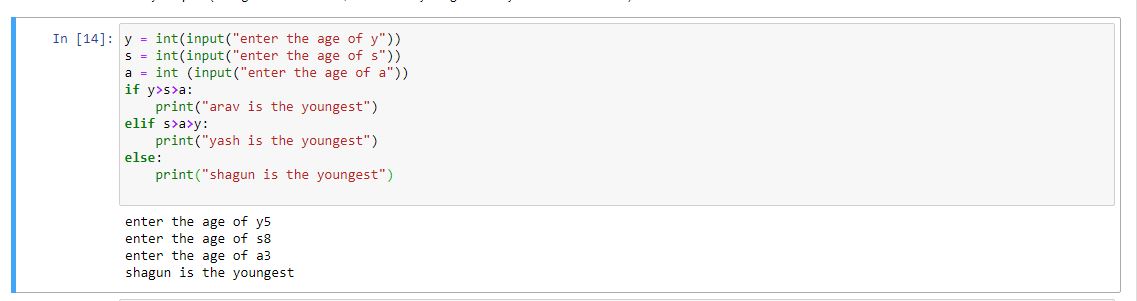 In [14]: y = int(input("enter the age of y"))
s = int(input("enter the age of s"))
a = int (input("enter the age of a"))
if y>s>a:
    print("arav is the youngest")
elif s>a>y:
    print("yash is the youngest")
else:
    print("shagun is the youngest")
enter the age of y5
enter the age of s8
enter the age of a3
shagun is the youngest